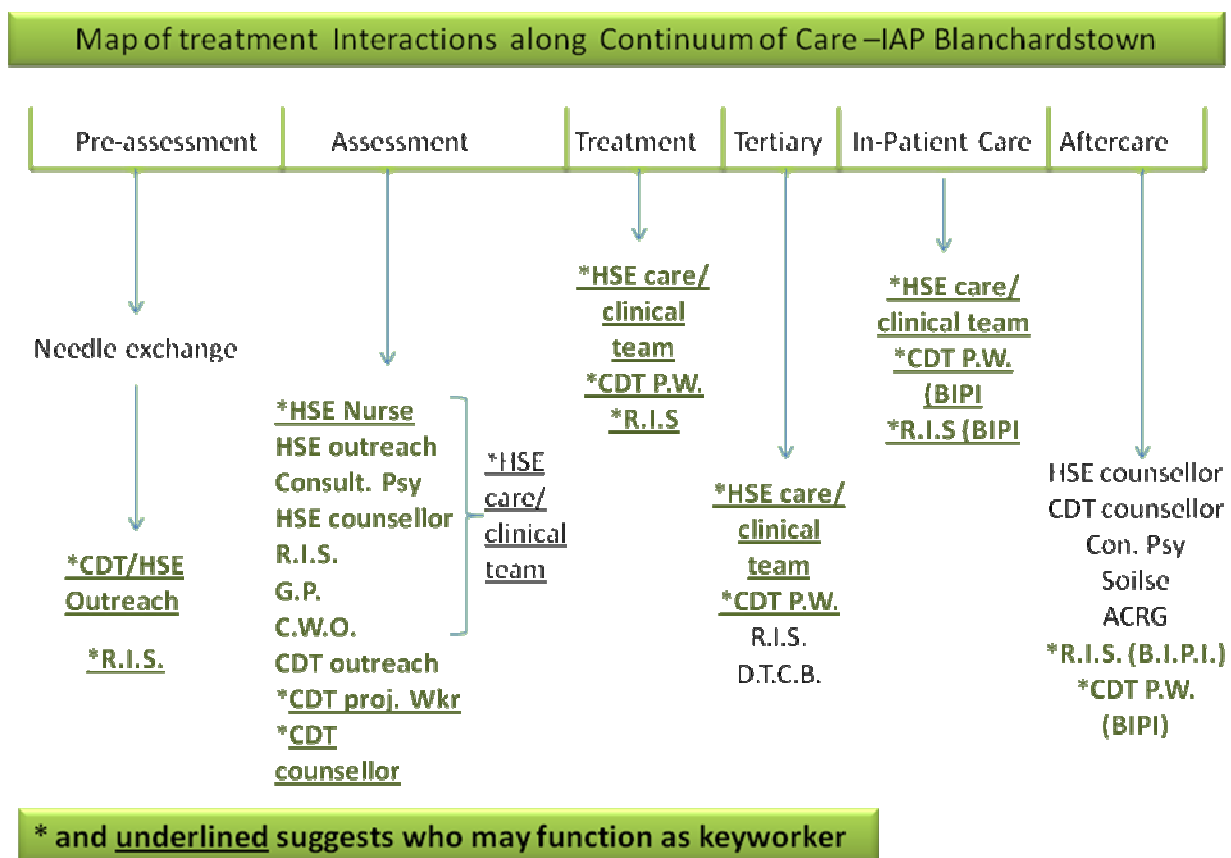 Map of treatment Interactions along Continuum of Care –IAP Blanchardstown
Pre-assessment
Assessment
Treatment
Tertiary
In-Patient Care
Aftercare
Needle exchange
*CDT/HSE
Outreach
*R.I.S.
*HSE Nurse
HSE outreach
Consult. Psy
HSE counsellor
R.I.S.
G.P.
C.W.O.
CDT outreach
*CDT proj. Wkr
*CDT
counsellor
*HSE
care/
clinical
team
*HSE care/
clinical
team
*CDT P.W.
*R.I.S
*HSE care/
clinical
team
*CDT P.W.
R.I.S.
D.T.C.B.
*HSE care/
clinical team
*CDT P.W.
(BIPI
*R.I.S (BIPI
HSE counsellor
CDT counsellor
Con. Psy
Soilse
ACRG
*R.I.S. (B.I.P.I.)
*CDT P.W.
(BIPI)
* and underlined suggests who may function as keyworker